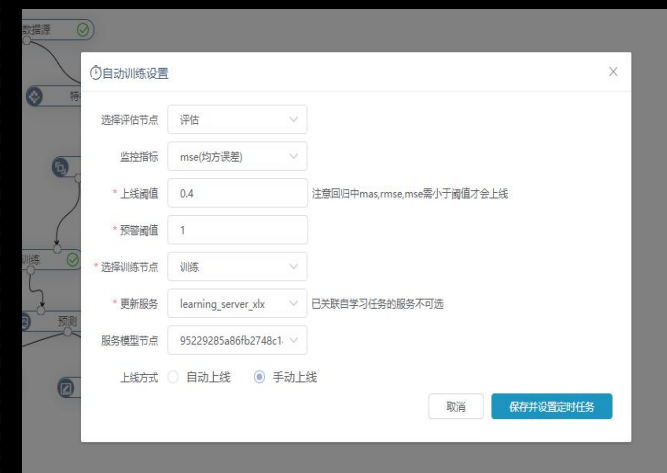 数据源
自动训练设置
特
选择评估节点 评估
监控指标 mse(均方误差)
* 上线阈值 0.4 注意回归中mas,rmse,mse需小于阈值才会上线
* 预警阈值 1
训练
* 选择训练节点 训练
* 更新服务 learning_server_xlx 已关联自学习任务的服务不可选
预测
服务模型节点 95229285a86fb2748c1
上线方式 自动上线 手动上线
取消 保存并设置定时任务